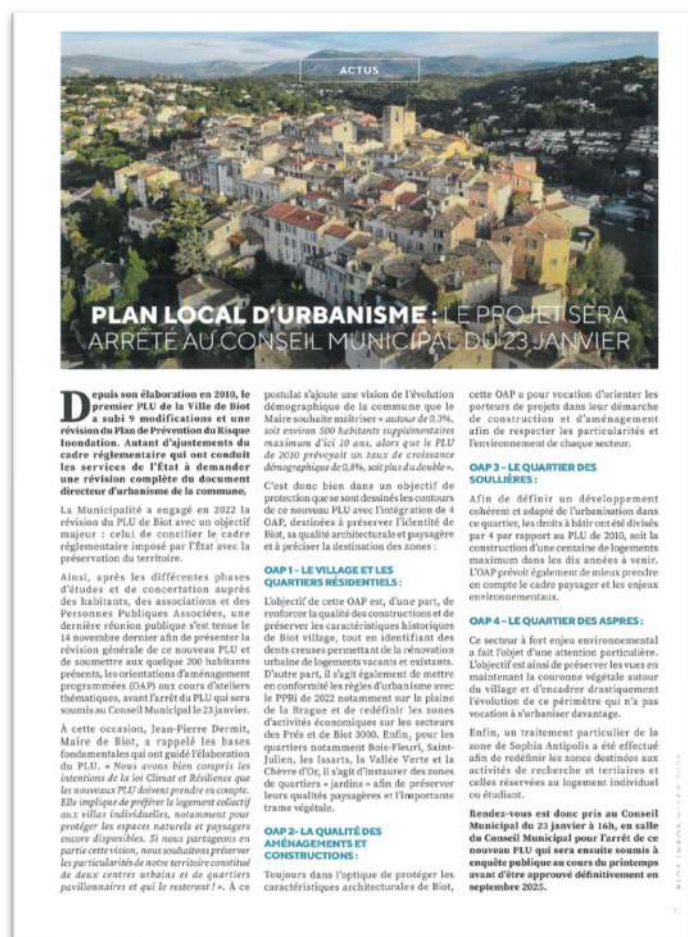 ACTUS
PLAN LOCAL D'URBANISME : LE PROJET SERA
ARRÊTÉ AU CONSEIL MUNICIPAL DU 23 JANVIER
Depuis son élaboration en 2010, le
premier PLU de la Ville de Biot
a subi 9 modifications et une
révision du Plan de Prévention du Risque
Inondation. Autant d'ajustements du
cadre réglementaire qui ont conduit
les services de l'État à demander
une révision complète du document
directeur d'urbanisme de la commune.
La Municipalité a engagé en 2022 la
révision du PLU de Biot avec un objectif
majeur : celui de concilier le cadre
réglementaire imposé par l'État avec la
préservation du territoire.
Ainsi, après les différentes phases
d'études et de concertation auprès
des habitants, des associations et des
Personnes Publiques Associées, une
dernière réunion publique s'est tenue le
14 novembre dernier afin de présenter la
révision générale de ce nouveau PLU et
de soumettre aux quelque 200 habitants
présents, les orientations d'aménagement
programmées (OAP) au cours d'ateliers
thématiques, avant l'arrêt du PLU qui sera
soumis au Conseil Municipal le 23 janvier.
À cette occasion, Jean-Pierre Dermit,
Maire de Biot, a rappelé les bases
fondamentales qui ont guidé l'élaboration
du PLU. « Nous avons bien compris les
intentions de la loi Climat et Résilience que
les nouveaux PLU doivent prendre en compte.
Elle implique de préférer le logement collectif
aux villas individuelles, notamment pour
protéger les espaces naturels et paysagers
encore disponibles. Si nous partageons en
partie cette vision, nous souhaitons préserver
les particularités de notre territoire constitué
de deux centres urbains et de quartiers
pavillonnaires et qui le resteront ! ». À ce
postulat s'ajoute une vision de l'évolution
démographique de la commune que le
Maire souhaite maîtriser « autour de 0,3%,
soit environ 500 habitants supplémentaires
maximum d'ici 10 ans, alors que le PLU
de 2010 prévoyait un taux de croissance
démographique de 0,8%, soit plus du double ».
C'est donc bien dans un objectif de
protection que se sont dessinés les contours
de ce nouveau PLU avec l'intégration de 4
OAP, destinées à préserver l'identité de
Biot, sa qualité architecturale et paysagère
et à préciser la destination des zones :
OAP 1 - LE VILLAGE ET LES
QUARTIERS RÉSIDENTIELS :
L'objectif de cette OAP est, d'une part, de
renforcer la qualité des constructions et de
préserver les caractéristiques historiques
de Biot village, tout en identifiant des
dents creuses permettant de la rénovation
urbaine de logements vacants et existants.
D'autre part, il s'agit également de mettre
en conformité les règles d'urbanisme avec
le PPRi de 2022 notamment sur la plaine
de la Brague et de redéfinir les zones
d'activités économiques sur les secteurs
des Prés et de Biot 3000. Enfin, pour les
quartiers notamment Bois-Fleuri, Saint-
Julien, les Issarts, la Vallée Verte et la
Chèvre d'Or, il s'agit d'instaurer des zones
de quartiers « jardins » afin de préserver
leurs qualités paysagères et l'importante
trame végétale.
OAP 2- LA QUALITÉ DES
AMÉNAGEMENTS ET
CONSTRUCTIONS :
Toujours dans l'optique de protéger les
caractéristiques architecturales de Biot,
cette OAP a pour vocation d'orienter les
porteurs de projets dans leur démarche
de construction et d'aménagement
afin de respecter les particularités et
l'environnement de chaque secteur.
OAP 3 - LE QUARTIER DES
SOULLIÈRES :
Afin de définir un développement
cohérent et adapté de l'urbanisation dans
ce quartier, les droits à bâtir ont été divisés
par 4 par rapport au PLU de 2010, soit la
construction d'une centaine de logements
maximum dans les dix années à venir.
L'OAP prévoit également de mieux prendre
en compte le cadre paysager et les enjeux
environnementaux.
OAP 4 - LE QUARTIER DES ASPRES :
Ce secteur à fort enjeu environnemental
a fait l'objet d'une attention particulière.
L'objectif est ainsi de préserver les vues en
maintenant la couronne végétale autour
du village et d'encadrer drastiquement
l'évolution de ce périmètre qui n'a pas
vocation à s'urbaniser davantage.
Enfin, un traitement particulier de la
zone de Sophia Antipolis a été effectué
afin de redéfinir les zones destinées aux
activités de recherche et tertiaires et
celles réservées au logement individuel
ou étudiant.
Rendez-vous est donc pris au Conseil
Municipal du 23 janvier à 16h, en salle
du Conseil Municipal pour l'arrêt de ce
nouveau PLU qui sera ensuite soumis à
enquête publique au cours du printemps
avant d'être approuvé définitivement en
septembre 2025.